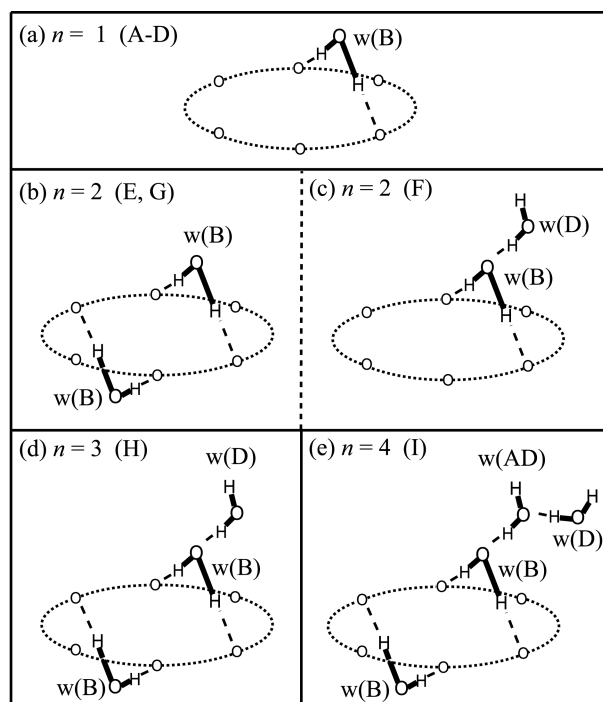 (a) n = 1 (A-D)
O w(B)
H
O O H O
O O O
(b) n = 2 (E, G)
w(B)
O
H
O O H O
H
O O O
w(B) O H
(c) n = 2 (F)
H
O w(D)
H
O w(B)
H
O O H O
O O O
(d) n = 3 (H)
w(D)
H
O
H
O
H w(B)
O O H O
H
O O O
w(B) O H
(e) n = 4 (I)
w(AD)
H H
O H O
H w(D)
O
H w(B)
O O H O
H
O O O
w(B) O H